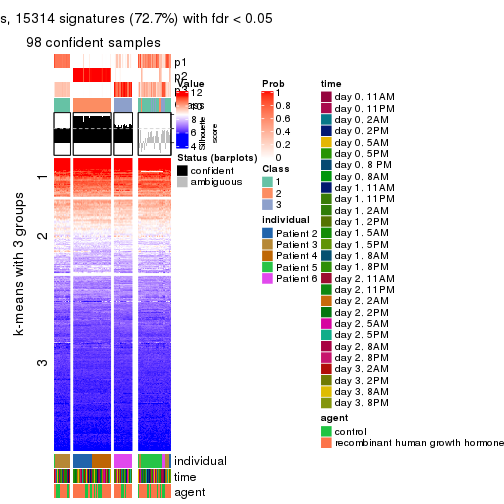 s, 15314 signatures (72.7%) with fdr < 0.05
98 confident samples
p1
p2
p3
Value
12
10
8
6
4
Silhouette
score
Status (barplots)
confident
ambiguous
Prob
1
0.8
0.6
0.4
0.2
0
Class
1
2
3
individual
Patient 2
Patient 3
Patient 4
Patient 5
Patient 6
time
day 0. 11AM
day 0. 11PM
day 0. 2AM
day 0. 2PM
day 0. 5AM
day 0. 5PM
day 0. 8 PM
day 0. 8AM
day 1. 11AM
day 1. 11PM
day 1. 2AM
day 1. 2PM
day 1. 5AM
day 1. 5PM
day 1. 8AM
day 1. 8PM
day 2. 11AM
day 2. 11PM
day 2. 2AM
day 2. 2PM
day 2. 5AM
day 2. 5PM
day 2. 8AM
day 2. 8PM
day 3. 2AM
day 3. 2PM
day 3. 8AM
day 3. 8PM
agent
control
recombinant human growth hormone
k-means with 3 groups
1
2
3
individual
time
agent